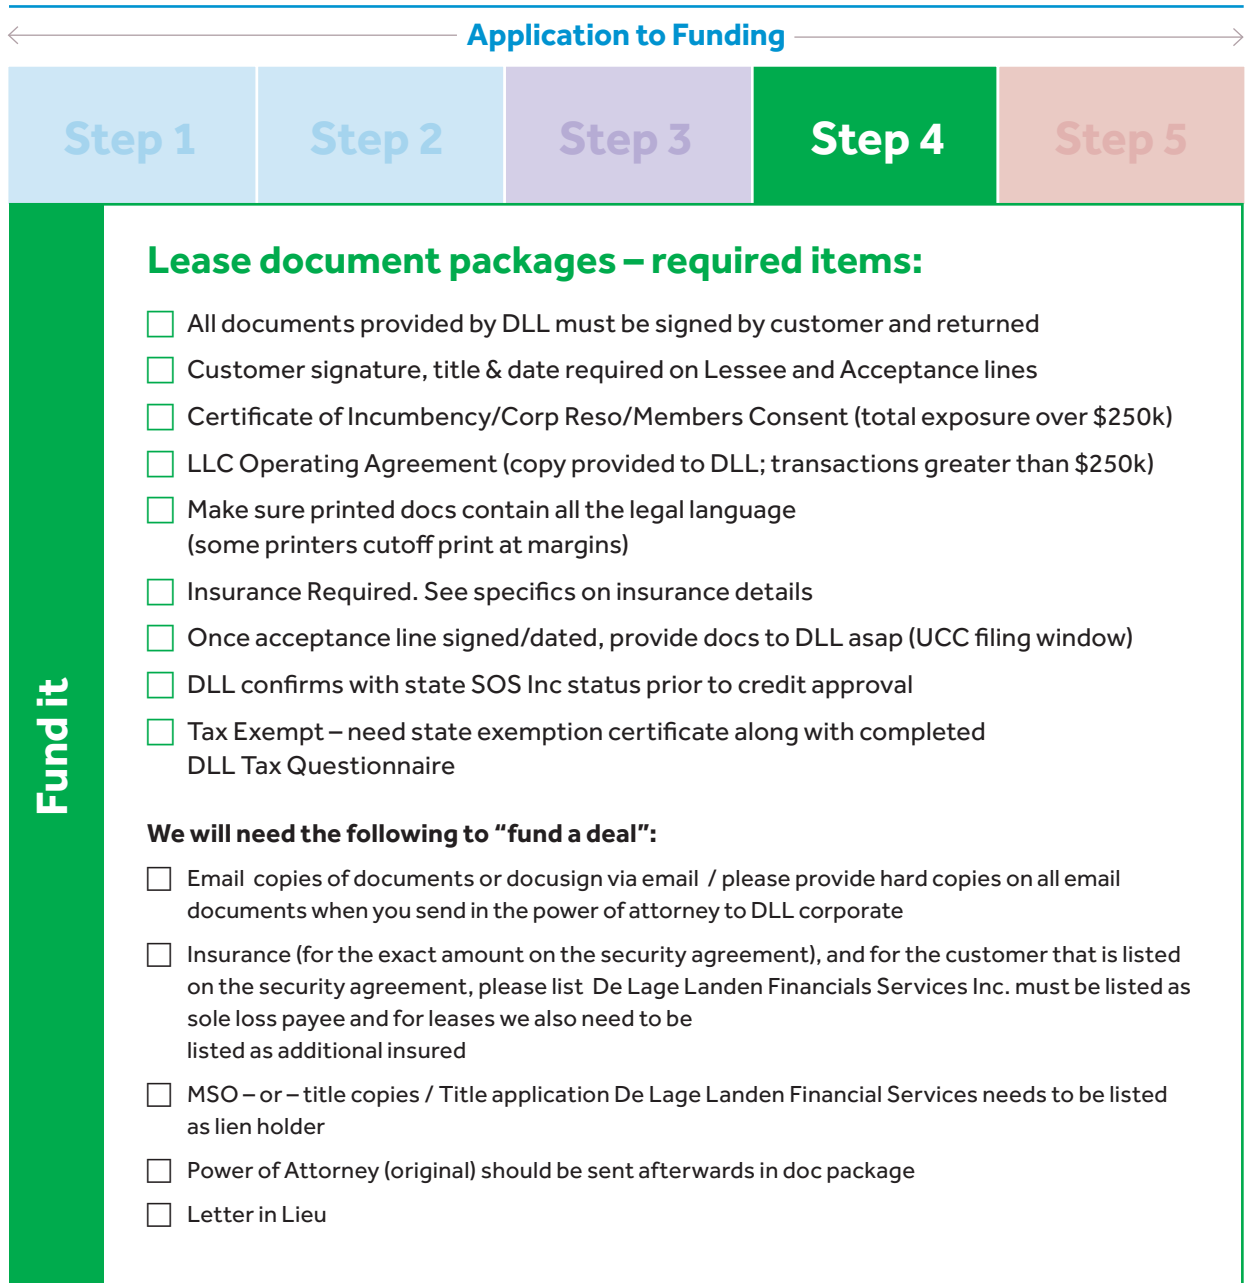 Application to Funding
Step 1
Step 2
Step 3
Step 4
Step 5
Fund it
Lease document packages – required items:
All documents provided by DLL must be signed by customer and returned
Customer signature, title & date required on Lessee and Acceptance lines
Certificate of Incumbency/Corp Reso/Members Consent (total exposure over $250k)
LLC Operating Agreement (copy provided to DLL; transactions greater than $250k)
Make sure printed docs contain all the legal language
(some printers cutoff print at margins)
Insurance Required. See specifics on insurance details
Once acceptance line signed/dated, provide docs to DLL asap (UCC filing window)
DLL confirms with state SOS Inc status prior to credit approval
Tax Exempt – need state exemption certificate along with completed
DLL Tax Questionnaire
We will need the following to “fund a deal”:
Email copies of documents or docusign via email / please provide hard copies on all email
documents when you send in the power of attorney to DLL corporate
Insurance (for the exact amount on the security agreement), and for the customer that is listed
on the security agreement, please list De Lage Landen Financials Services Inc. must be listed as
sole loss payee and for leases we also need to be
listed as additional insured
MSO – or – title copies / Title application De Lage Landen Financial Services needs to be listed
as lien holder
Power of Attorney (original) should be sent afterwards in doc package
Letter in Lieu